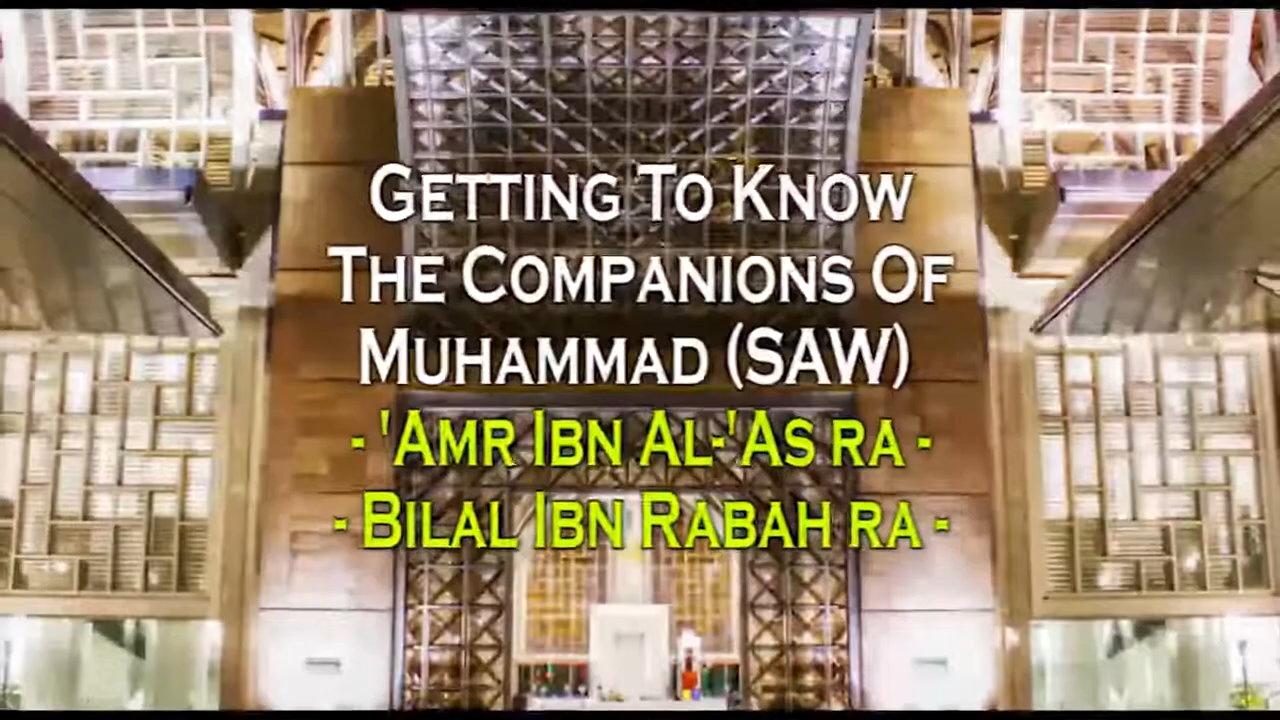 Getting To Know
The Companions Of
Muhammad (SAW)
- 'Amr Ibn Al-'As ra -
- Bilal Ibn Rabah ra -